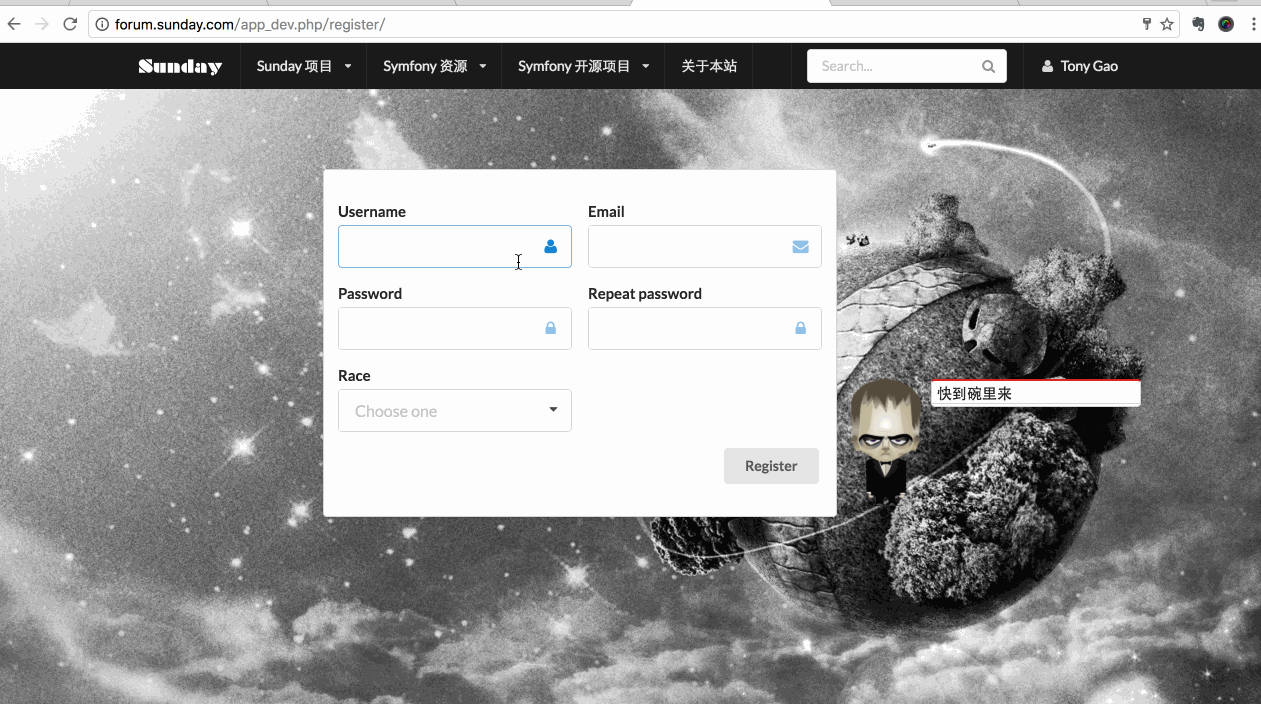 forum.sunday.com/app_dev.php/register/
Sunday
Sunday 项目
Symfony 资源
Symfony 开源项目
关于本站
Search...
Tony Gao
Username
Email
Password
Repeat password
Race
Choose one
快到碗里来
Register